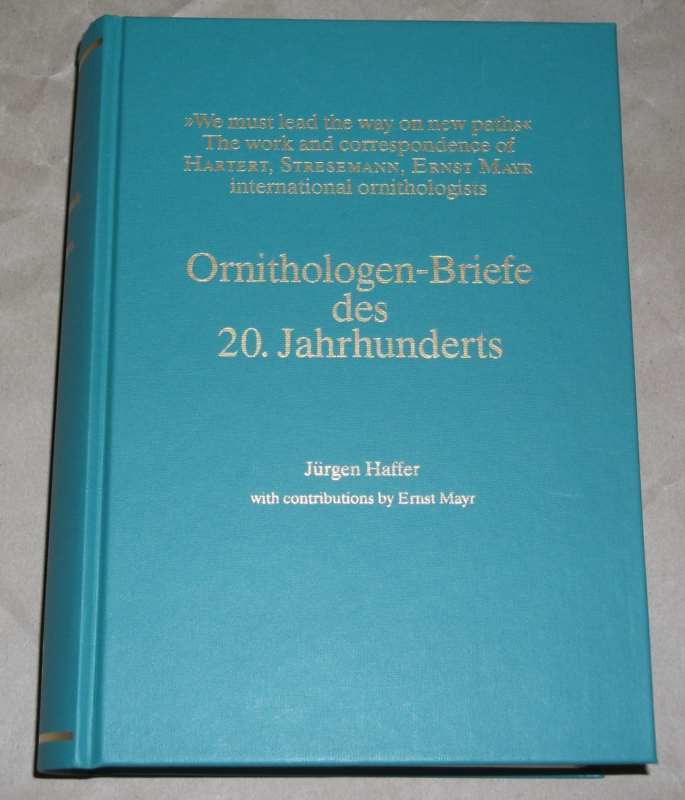 »We must lead the way on new paths«
The work and correspondence of
HARTERT, STRESEMANN, ERNST MAYR
international ornithologists
Ornithologen-Briefe
des
20. Jahrhunderts
Jürgen Haffer
with contributions by Ernst Mayr